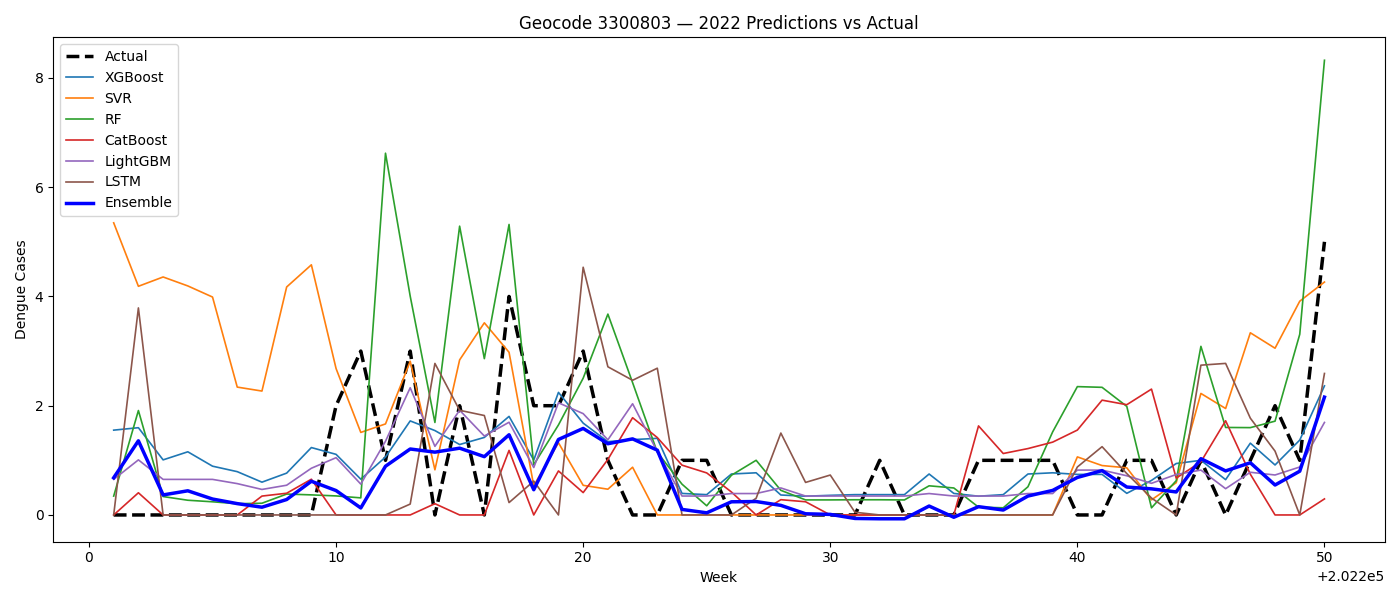 Geocode 3300803 — 2022 Predictions vs Actual
Actual
XGBoost
SVR
RF
CatBoost
LightGBM
LSTM
Ensemble
Dengue Cases
8
6
4
2
0
0 10 20 30 40 50
Week
+2.022e5